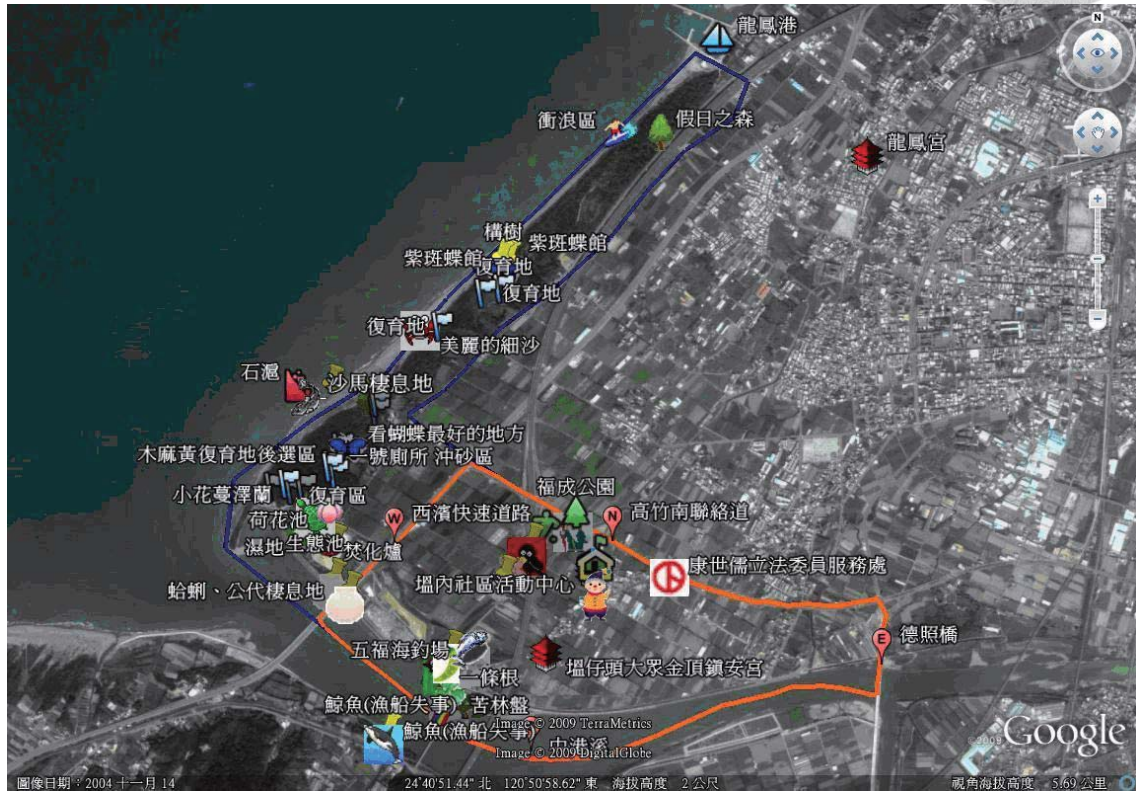 N
龍鳳港
衝浪區
假日之森
龍鳳宮
構樹
紫斑蝶館
紫斑蝶館
復育地
復育地
復育地
美麗的細沙
石滬
沙馬棲息地
看蝴蝶最好的地方
木麻黃復育地後選區
一號廁所 沖砂區
小花蔓澤蘭
復育區
荷花池
濕地
生態池
焚化爐
W
西濱快速道路
福成公園
N
高竹南聯絡道
康世儒立法委員服務處
塭內社區活動中心
蛤蜊、公代棲息地
E
德照橋
五福海釣場
一條根
塭仔頭大眾金頂鎮安宮
鯨魚(漁船失事)
苦林盤
鯨魚(漁船失事)
中港溪
Image © 2009 TerraMetrics
Image © 2009 DigitalGlobe
©2009 Google
圖像日期：2004 十一月 14
24°40'51.44" 北 120°50'58.62" 東 海拔高度 2 公尺
視角海拔高度 5.69 公里